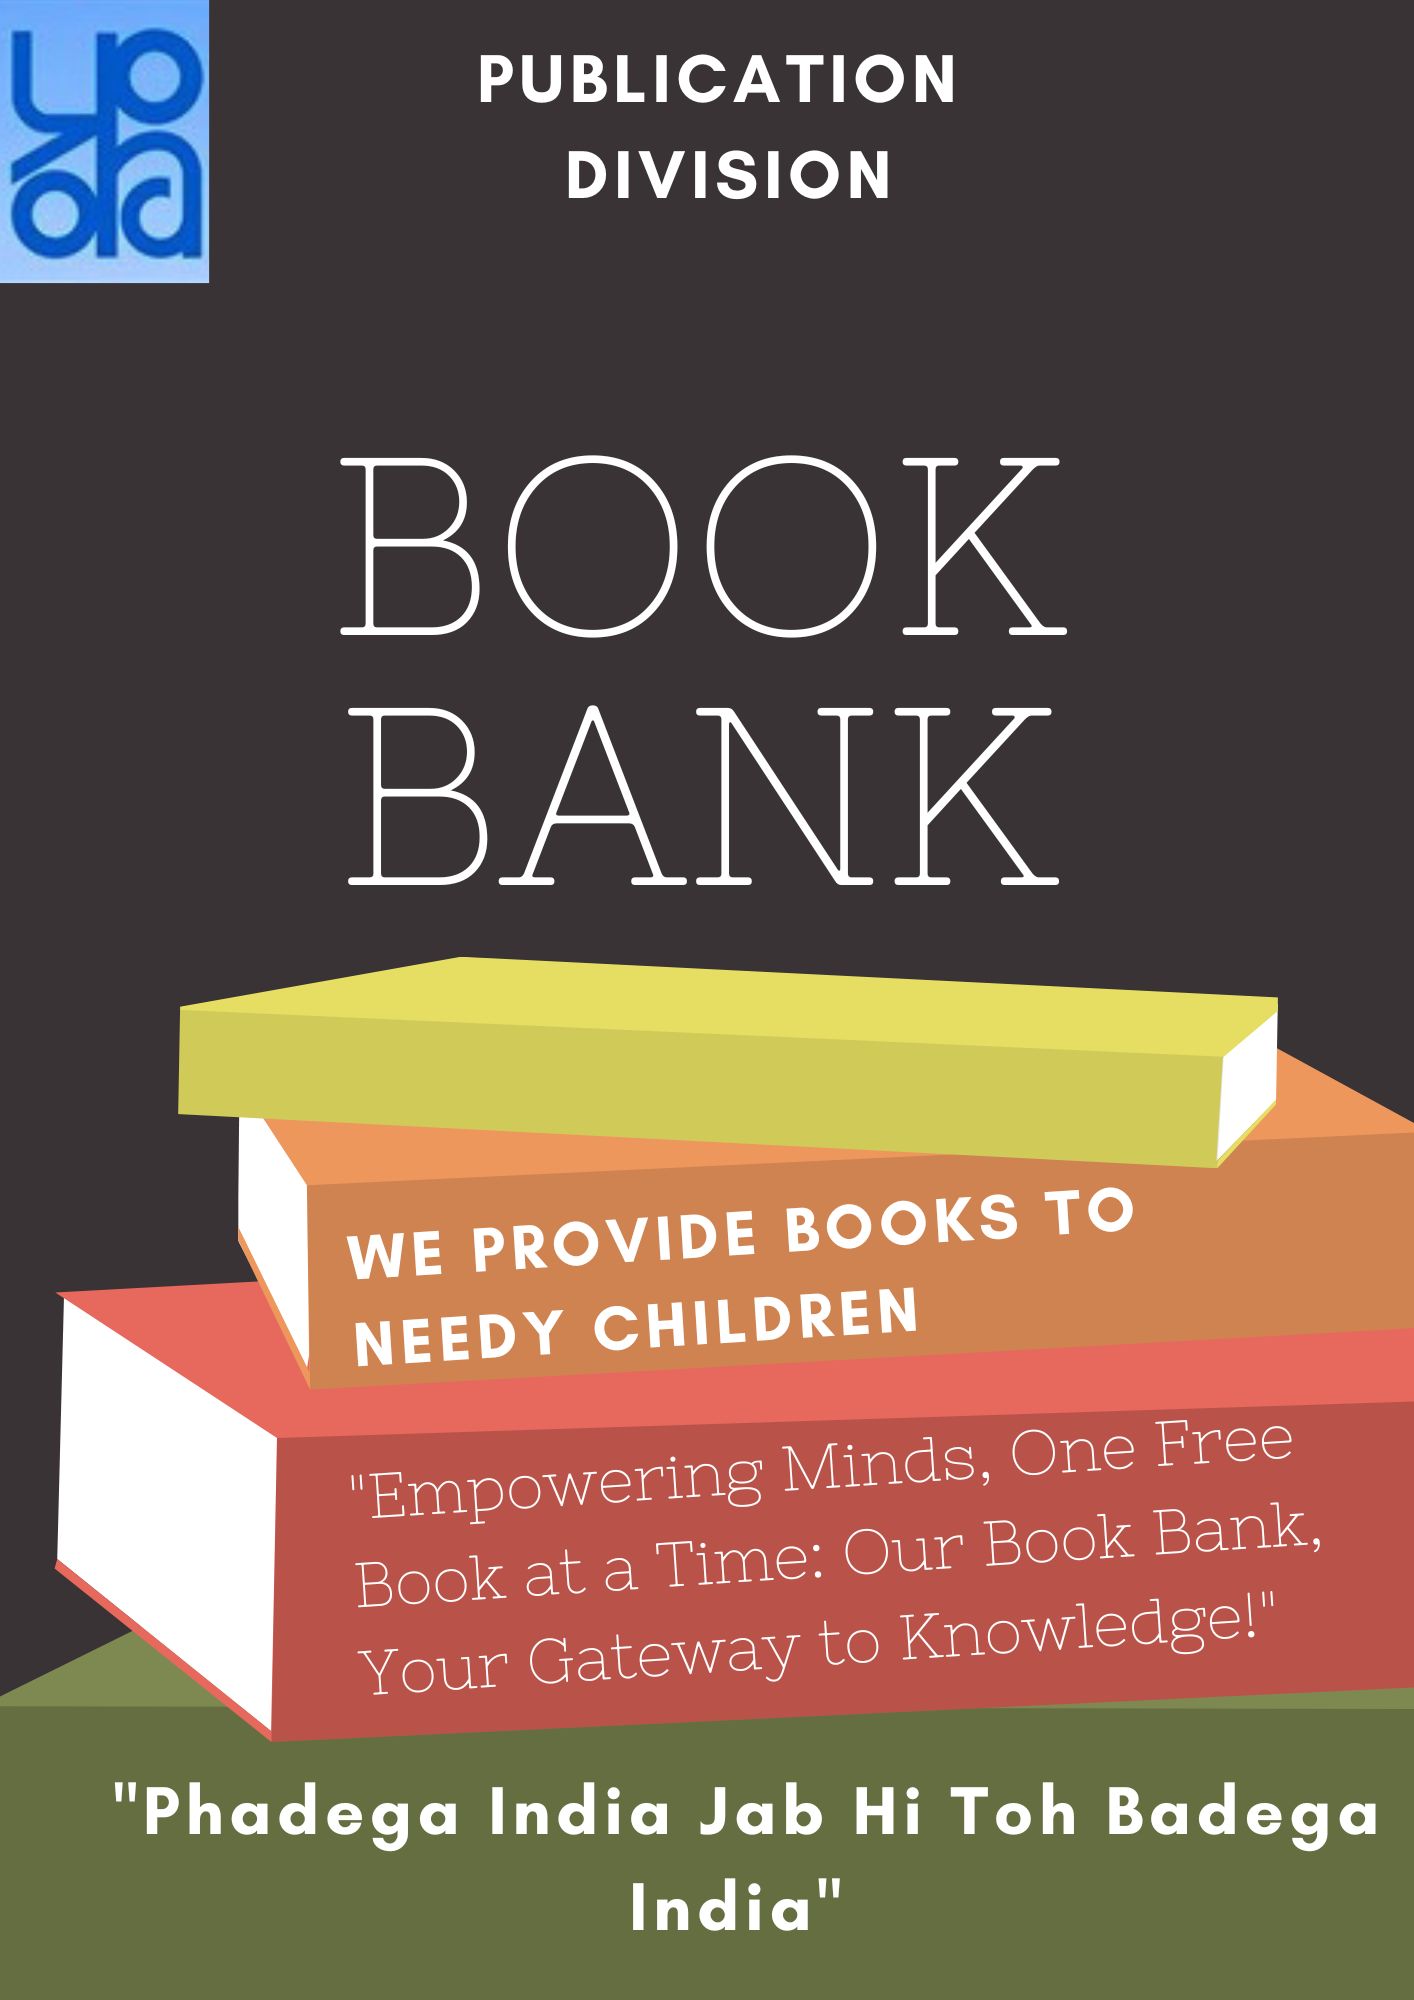 PUBLICATION
DIVISION
BOOK
BANK
WE PROVIDE BOOKS TO
NEEDY CHILDREN
"Empowering Minds, One Free
Book at a Time: Our Book Bank,
Your Gateway to Knowledge!"
"Phadega India Jab Hi Toh Badega
India"